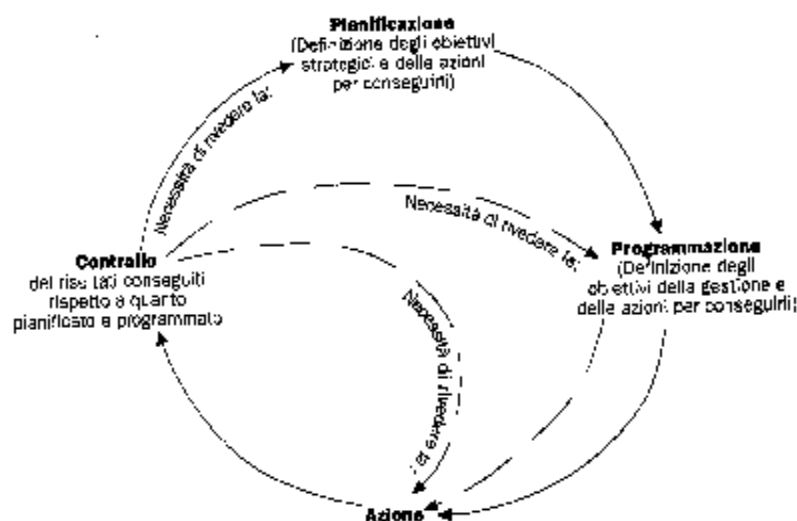 Pianificazione
(Definizione degli obiettivi
strategici e delle azioni
per conseguirli)
Necessità di rivedere la:
Necessità di rivedere la:
Programmazione
(Definizione degli
obiettivi della gestione e
delle azioni per conseguirli)
Controllo
dei risultati conseguiti
rispetto a quanto
pianificato e programmato
Necessità di rivedere la:
Azione